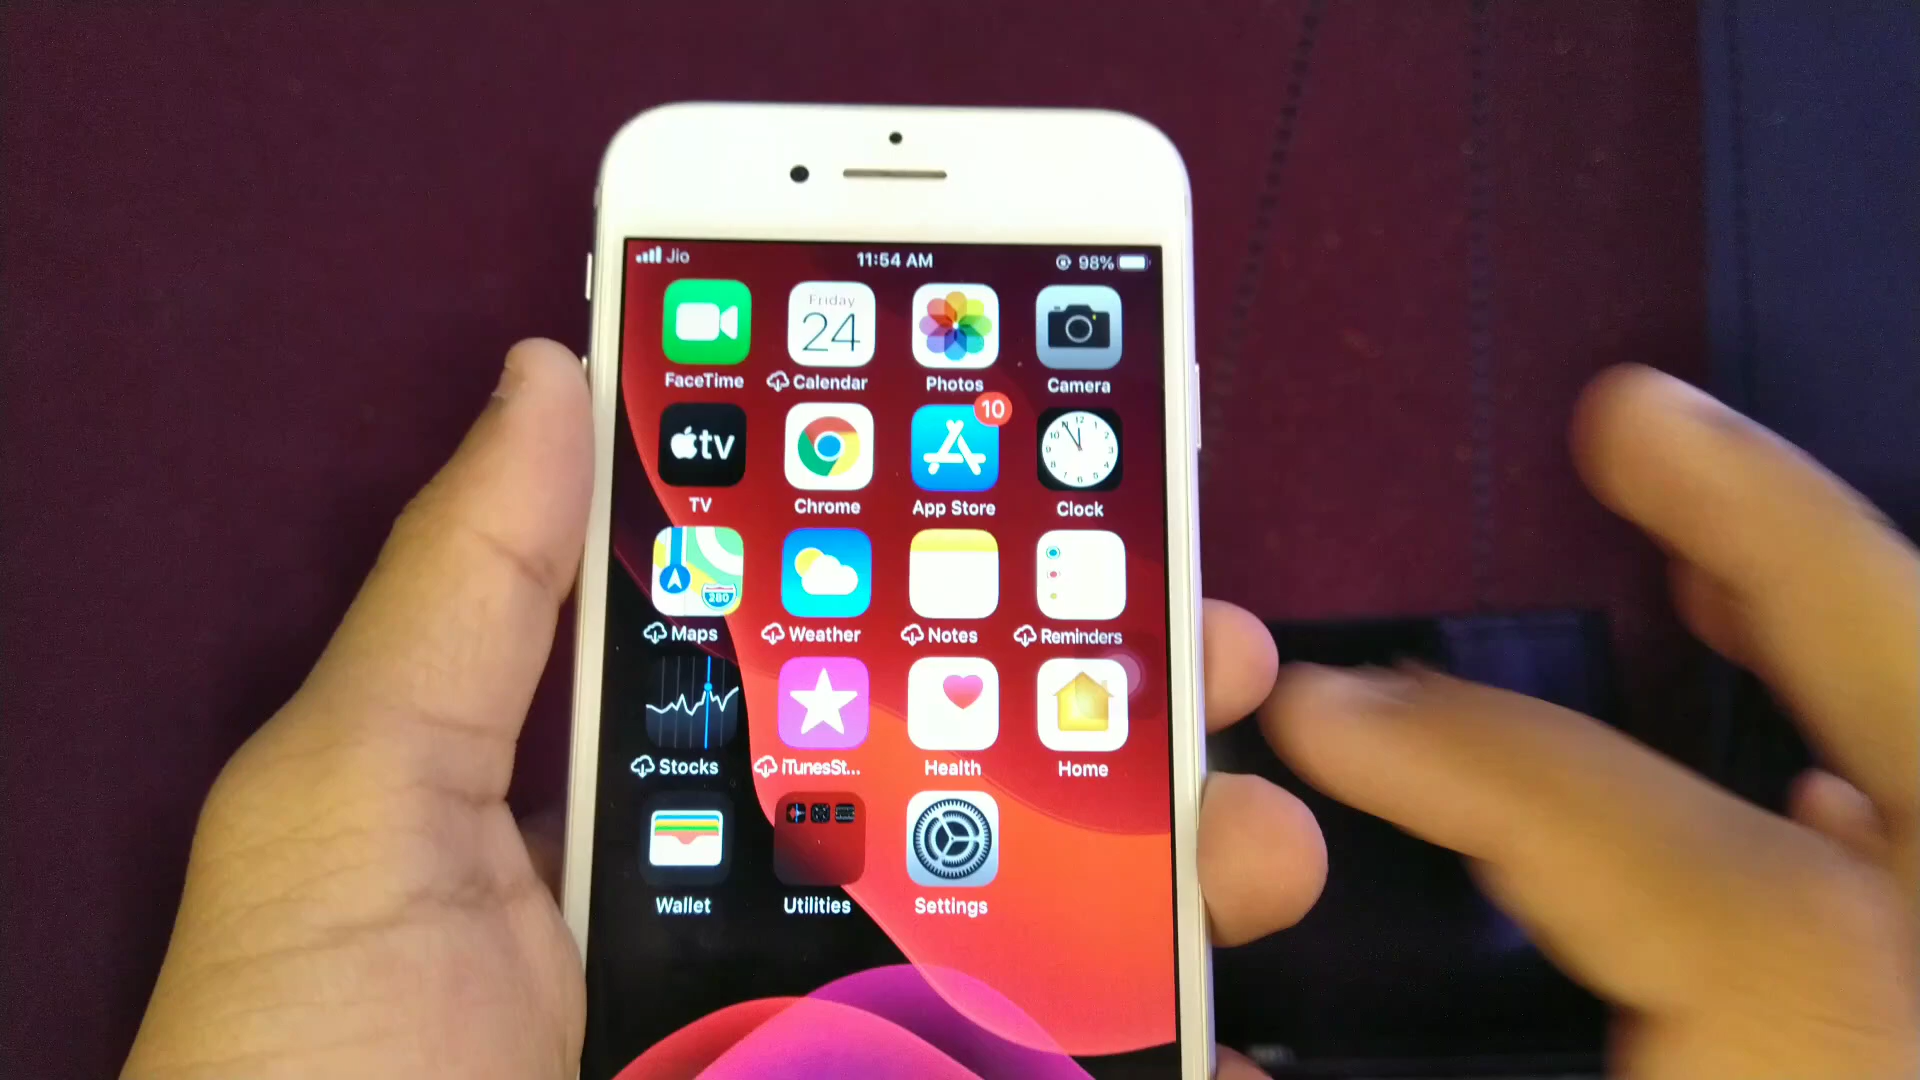 Jio 11:54 AM 98%
Friday
24
FaceTime Calendar Photos Camera
tv 10
TV Chrome App Store Clock
280
Maps Weather Notes Reminders
Stocks iTunesSt... Health Home
Wallet Utilities Settings